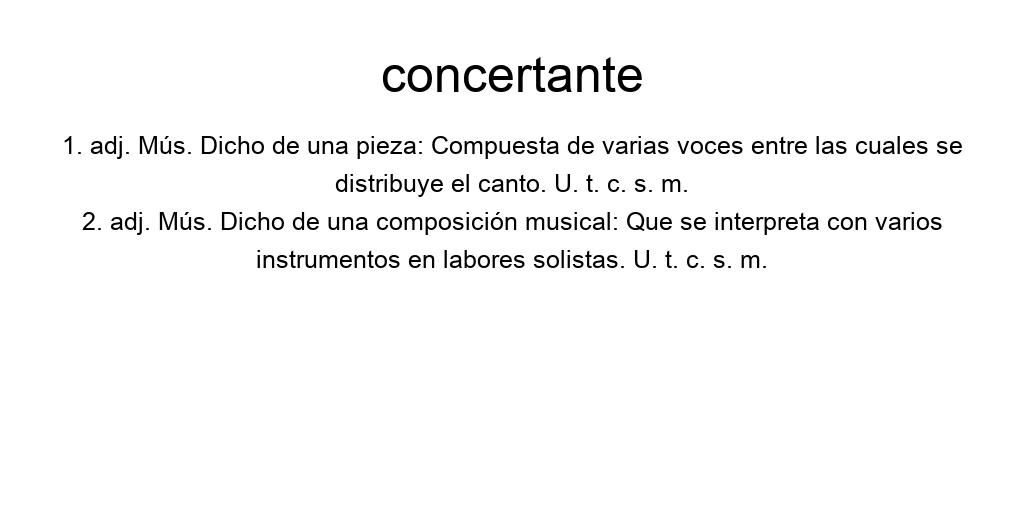 concertante
1. adj. Mús. Dicho de una pieza: Compuesta de varias voces entre las cuales se
distribuye el canto. U. t. c. s. m.
2. adj. Mús. Dicho de una composición musical: Que se interpreta con varios
instrumentos en labores solistas. U. t. c. s. m.